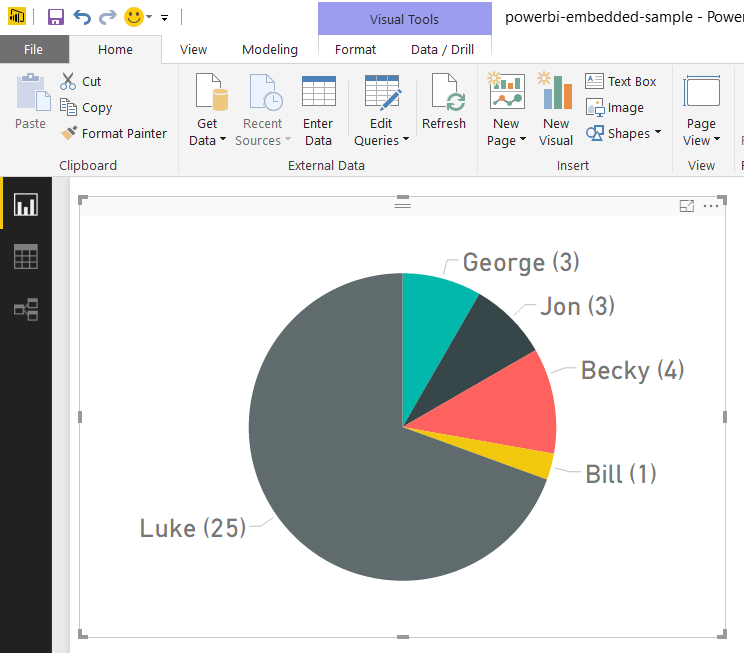 Visual Tools
powerbi-embedded-sample - Power
File Home View Modeling Format Data / Drill
Paste
Cut
Copy
Format Painter
Clipboard
Get
Data
Recent
Sources
Enter
Data
Edit
Queries
Refresh
External Data
New
Page
New
Visual
Text Box
Image
Shapes
Insert
Page
View
View
George (3)
Jon (3)
Becky (4)
Bill (1)
Luke (25)